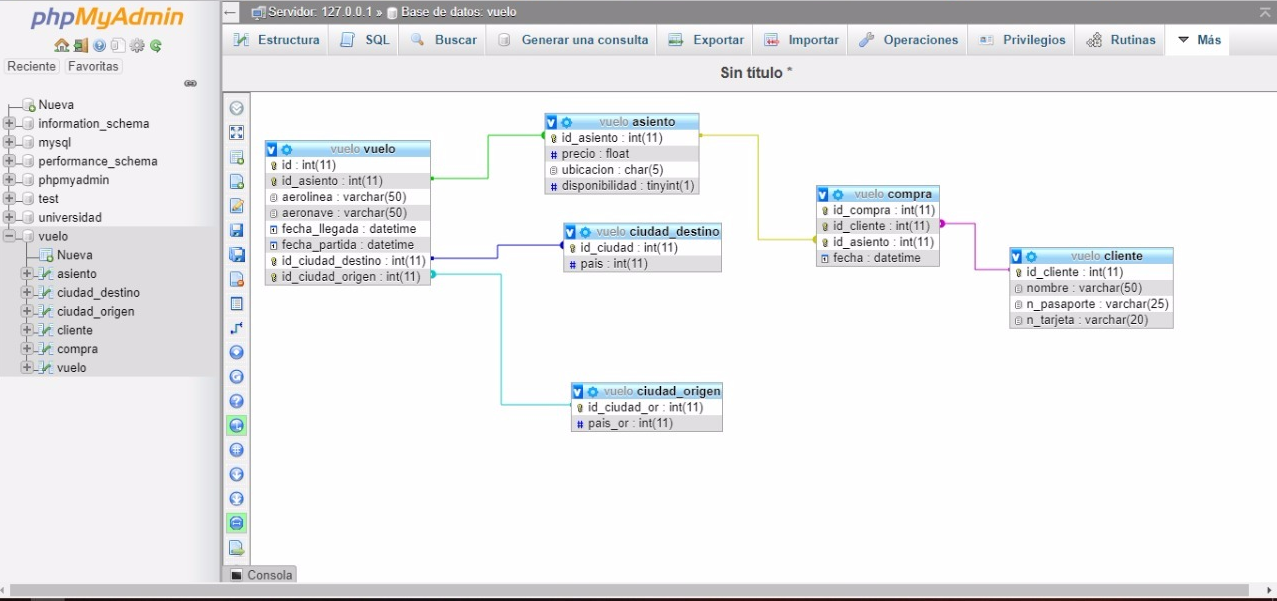 phpMyAdmin
Reciente Favoritas
Nueva
information_schema
mysql
performance_schema
phpmyadmin
test
universidad
vuelo
Nueva
asiento
ciudad_destino
ciudad_origen
cliente
compra
vuelo
Servidor: 127.0.0.1 » Base de datos: vuelo
Estructura SQL Buscar Generar una consulta Exportar Importar Operaciones Privilegios Rutinas Más
Sin título *
vuelo vuelo
id : int(11)
id_asiento : int(11)
aerolinea : varchar(50)
aeronave : varchar(50)
fecha_llegada : datetime
fecha_partida : datetime
id_ciudad_destino : int(11)
id_ciudad_origen : int(11)
vuelo asiento
id_asiento : int(11)
precio : float
ubicacion : char(5)
disponibilidad : tinyint(1)
vuelo ciudad_destino
id_ciudad : int(11)
pais : int(11)
vuelo ciudad_origen
id_ciudad_or : int(11)
pais_or : int(11)
vuelo compra
id_compra : int(11)
id_cliente : int(11)
id_asiento : int(11)
fecha : datetime
vuelo cliente
id_cliente : int(11)
nombre : varchar(50)
n_pasaporte : varchar(25)
n_tarjeta : varchar(20)
Consola